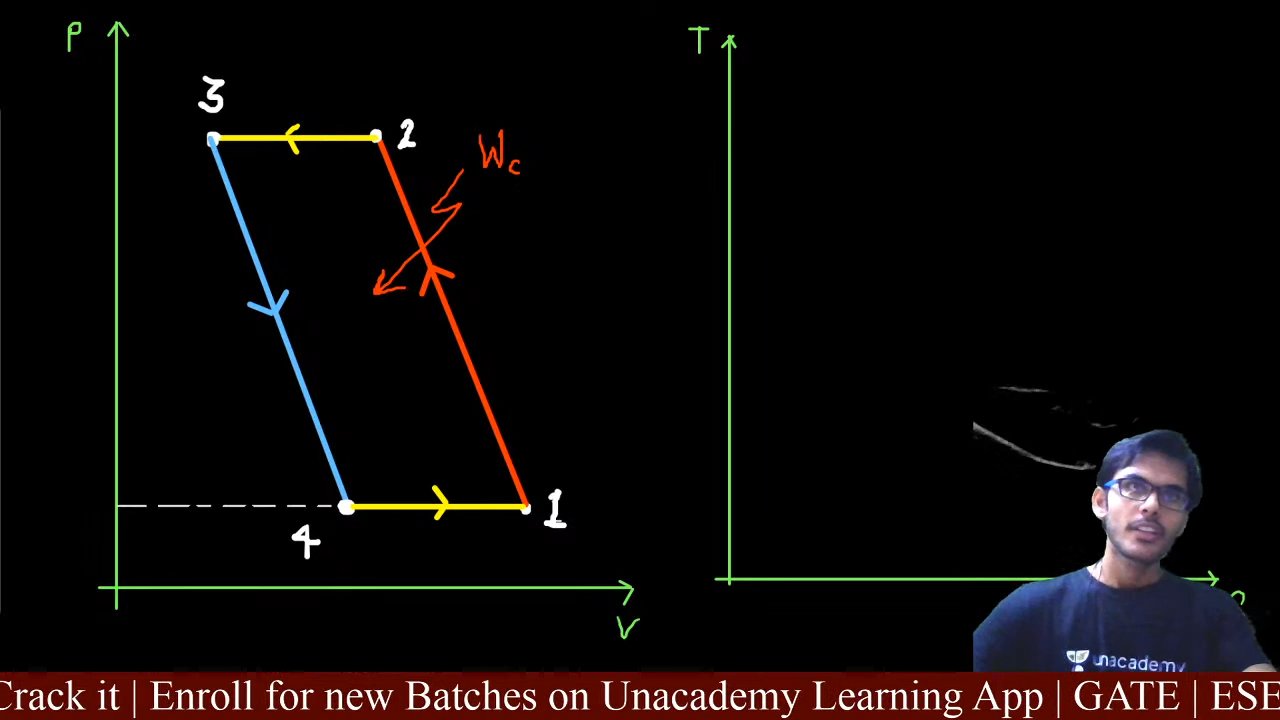 P
T
3
2
Wc
4
1
V
unacademy
Crack it | Enroll for new Batches on Unacademy Learning App | GATE | ESE